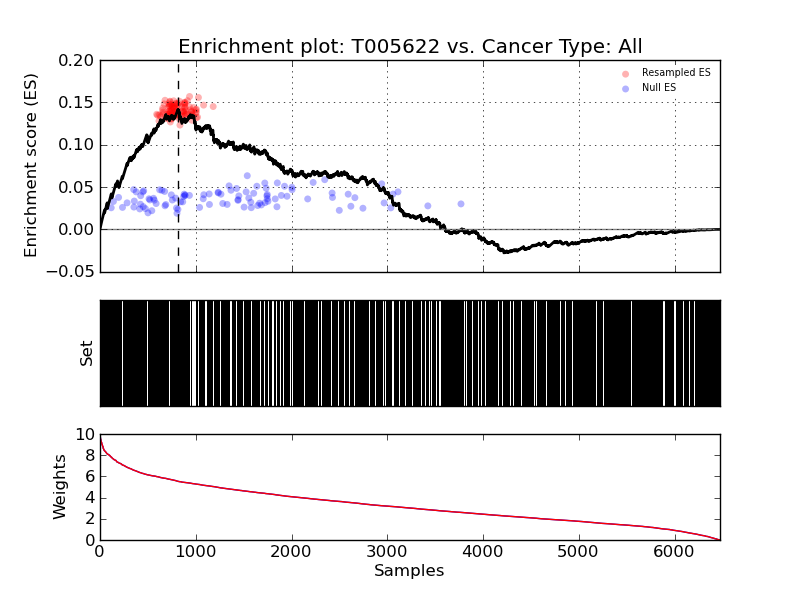 Enrichment plot: T005622 vs. Cancer Type: All
Enrichment score (ES)
0.20
0.15
0.10
0.05
0.00
−0.05
Resampled ES
Null ES
Set
Weights
10
8
6
4
2
0
0 1000 2000 3000 4000 5000 6000
Samples